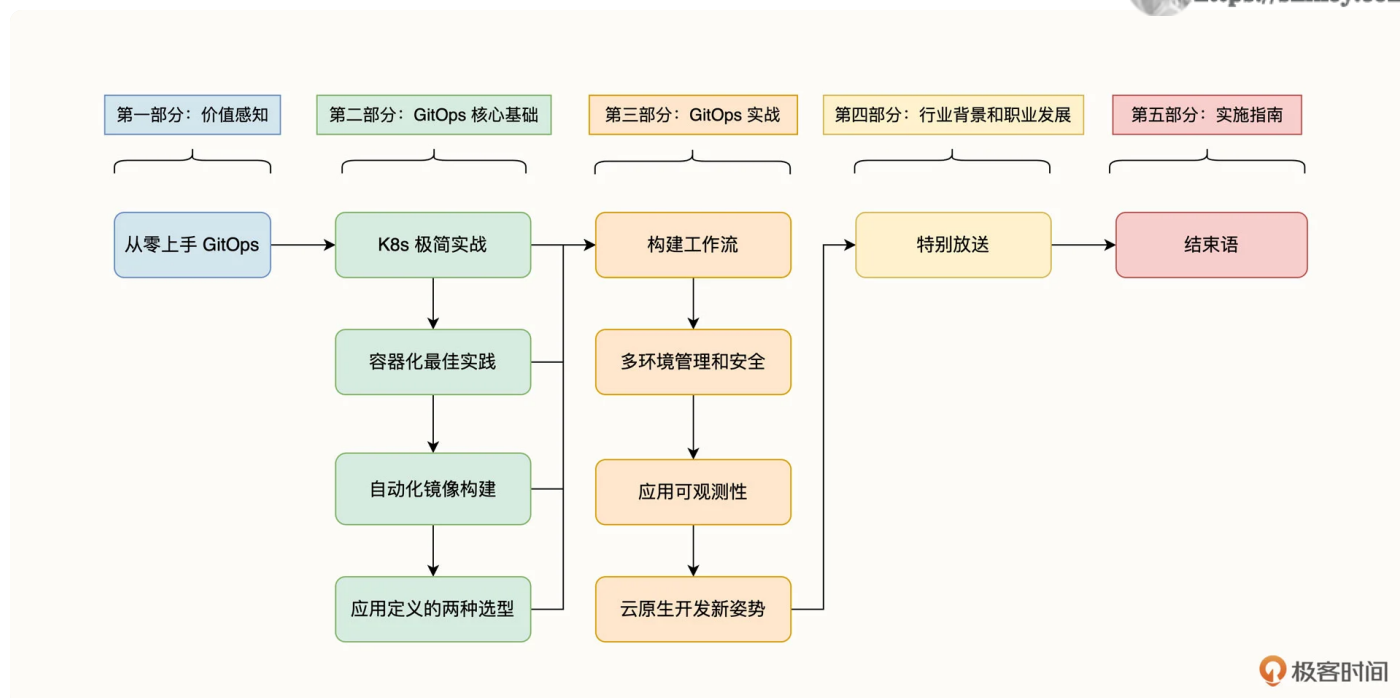 第一部分：价值感知
第二部分：GitOps 核心基础
第三部分：GitOps 实战
第四部分：行业背景和职业发展
第五部分：实施指南
从零上手 GitOps
K8s 极简实战
构建工作流
特别放送
结束语
容器化最佳实践
多环境管理和安全
自动化镜像构建
应用可观测性
应用定义的两种选型
云原生开发新姿势
极客时间